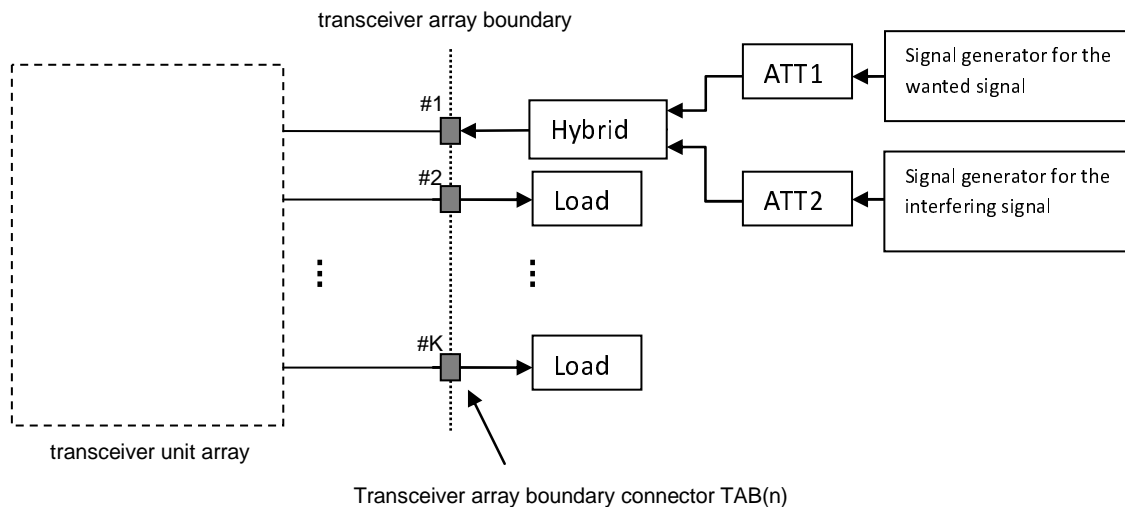 transceiver array boundary
Signal generator for the
wanted signal
ATT1
#1
Hybrid
#2
Load
Signal generator for the
interfering signal
ATT2
#K
Load
transceiver unit array
Transceiver array boundary connector TAB(n)